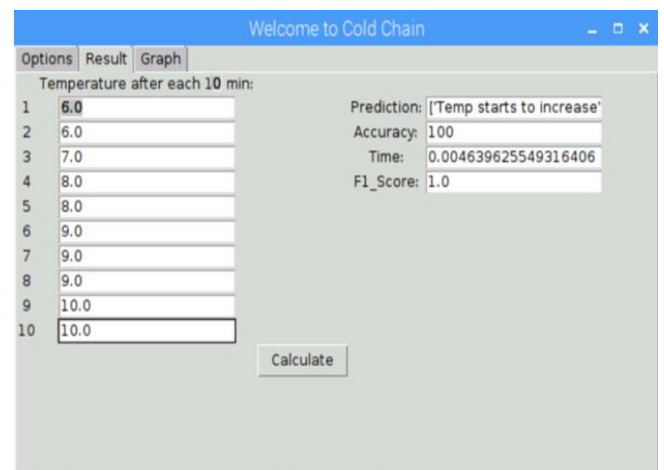 Welcome to Cold Chain
Options Result Graph
Temperature after each 10 min:
1 6.0
2 6.0
3 7.0
4 8.0
5 8.0
6 9.0
7 9.0
8 9.0
9 10.0
10 10.0
Prediction: ['Temp starts to increase'
Accuracy: 100
Time: 0.004639625549316406
F1_Score: 1.0
Calculate